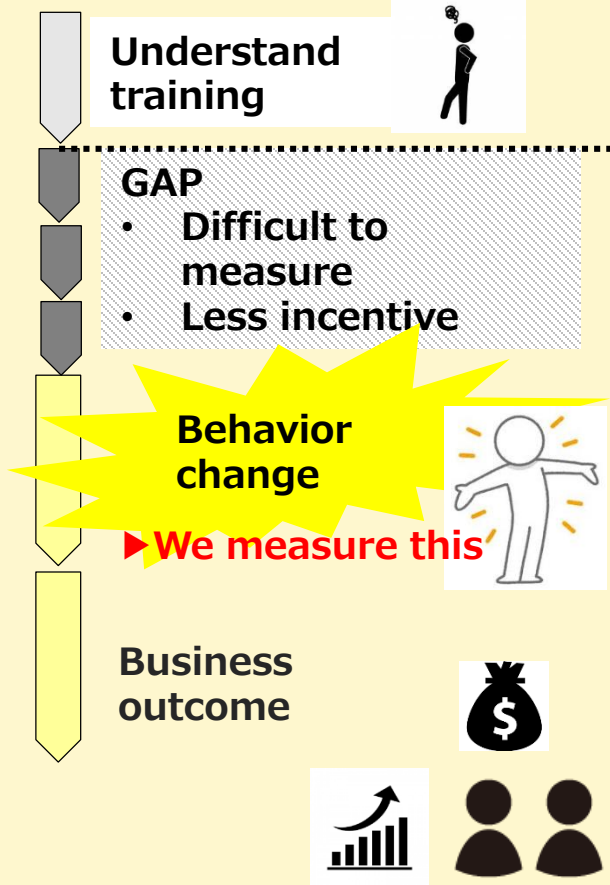 Understand
training
GAP
• Difficult to
measure
• Less incentive
Behavior
change
▶We measure this
Business
outcome
$